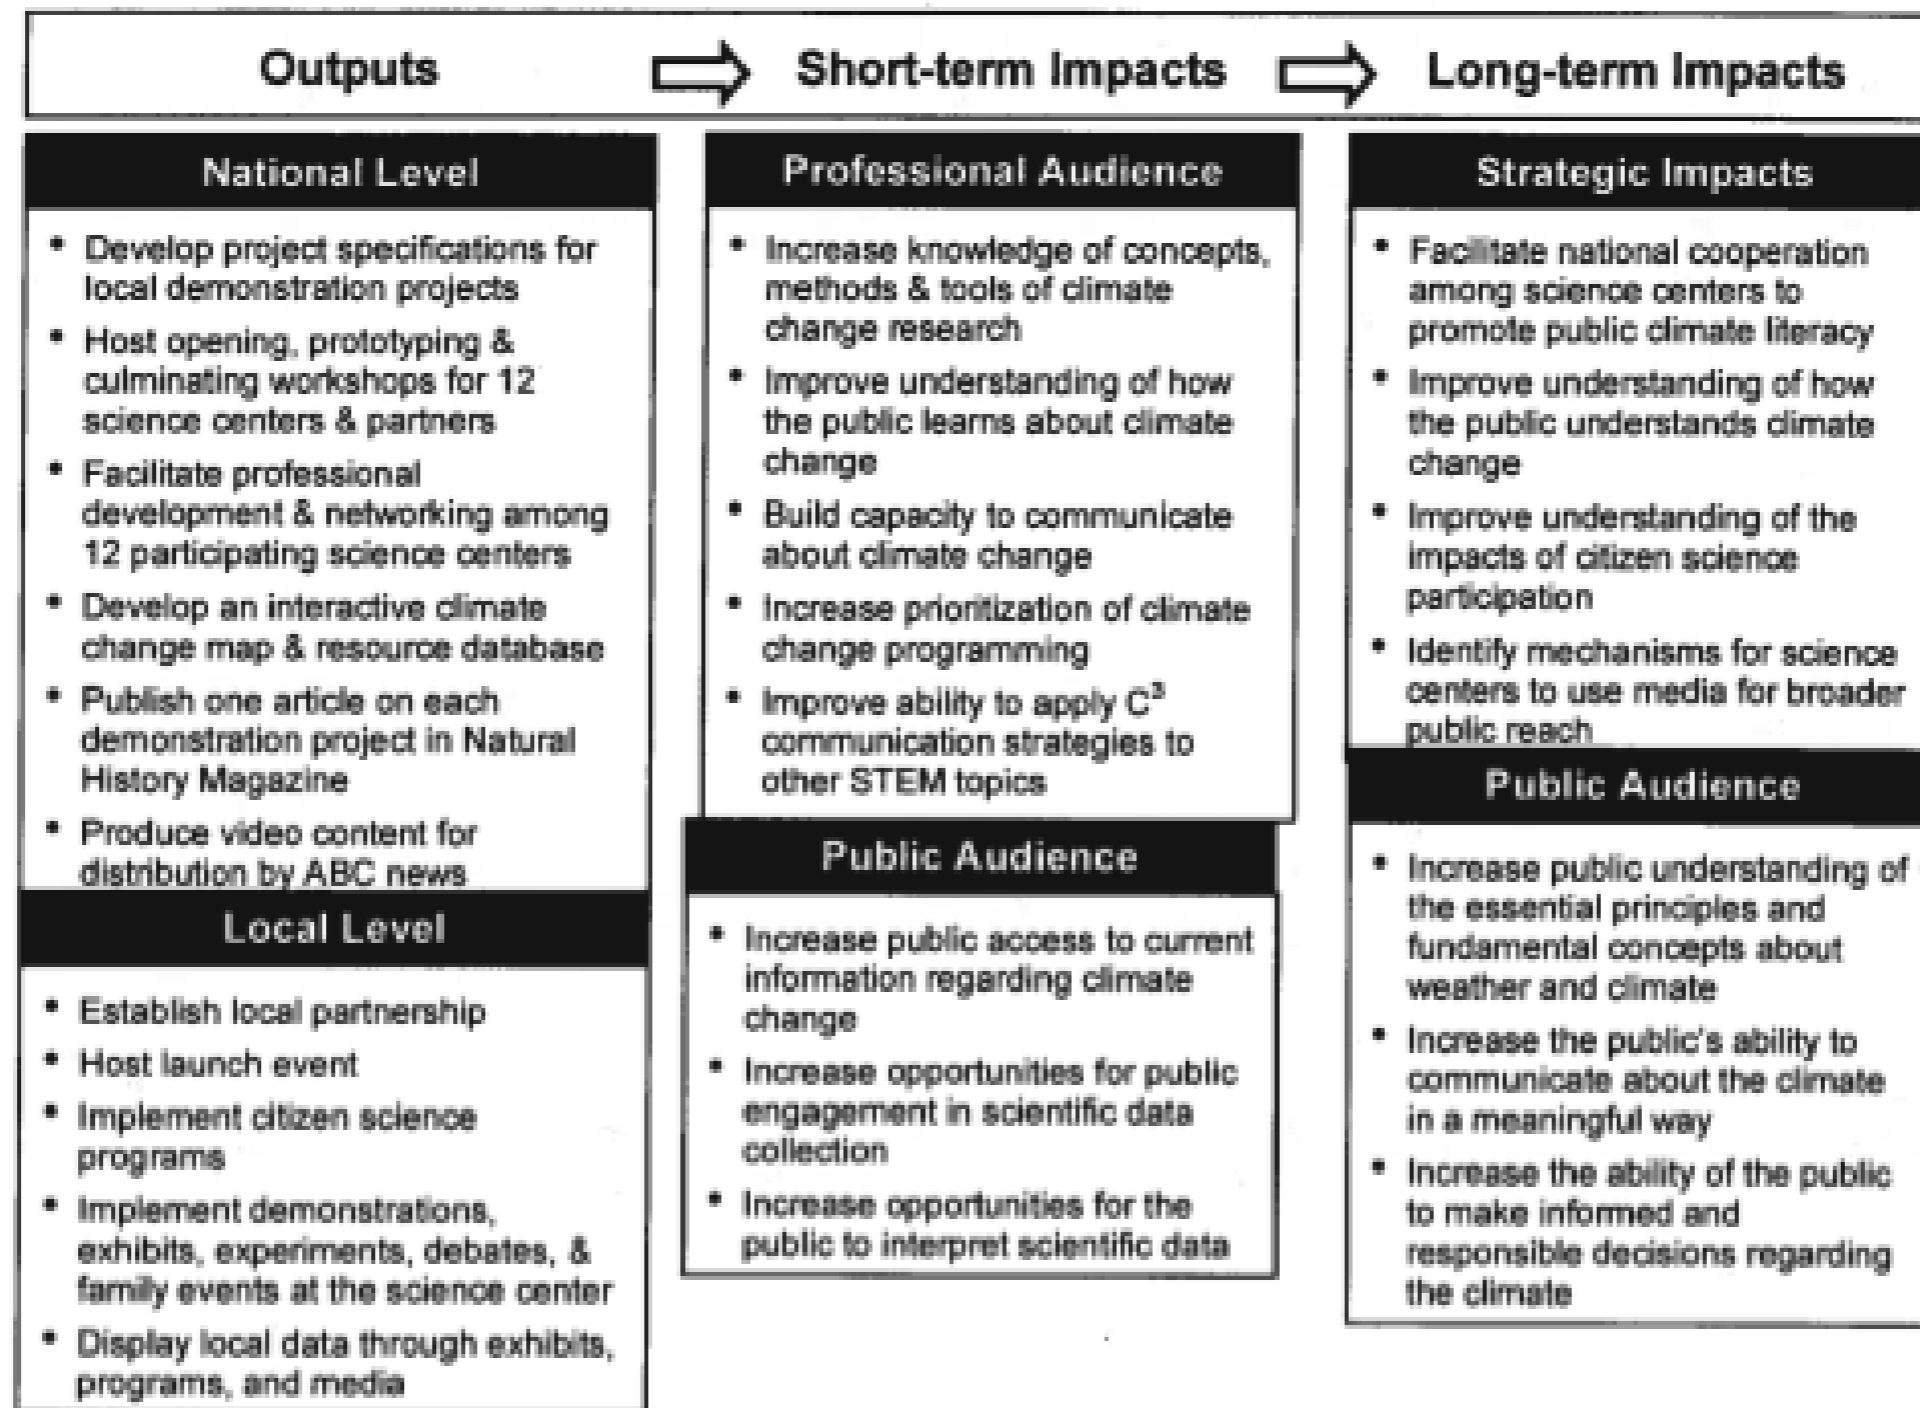 Outputs
Short-term Impacts
Long-term Impacts
National Level
• Develop project specifications for
local demonstration projects
• Host opening, prototyping &
culminating workshops for 12
science centers & partners
• Facilitate professional
development & networking among
12 participating science centers
• Develop an interactive climate
change map & resource database
• Publish one article on each
demonstration project in Natural
History Magazine
• Produce video content for
distribution by ABC news
Local Level
• Establish local partnership
• Host launch event
• Implement citizen science
programs
• Implement demonstrations,
exhibits, experiments, debates, &
family events at the science center
• Display local data through exhibits,
programs, and media
Professional Audience
• Increase knowledge of concepts,
methods & tools of climate
change research
• Improve understanding of how
the public learns about climate
change
• Build capacity to communicate
about climate change
• Increase prioritization of climate
change programming
• Improve ability to apply C³
communication strategies to
other STEM topics
Public Audience
• Increase public access to current
information regarding climate
change
• Increase opportunities for public
engagement in scientific data
collection
• Increase opportunities for the
public to interpret scientific data
Strategic Impacts
• Facilitate national cooperation
among science centers to
promote public climate literacy
• Improve understanding of how
the public understands climate
change
• Improve understanding of the
impacts of citizen science
participation
• Identify mechanisms for science
centers to use media for broader
public reach
Public Audience
• Increase public understanding of
the essential principles and
fundamental concepts about
weather and climate
• Increase the public's ability to
communicate about the climate
in a meaningful way
• Increase the ability of the public
to make informed and
responsible decisions regarding
the climate